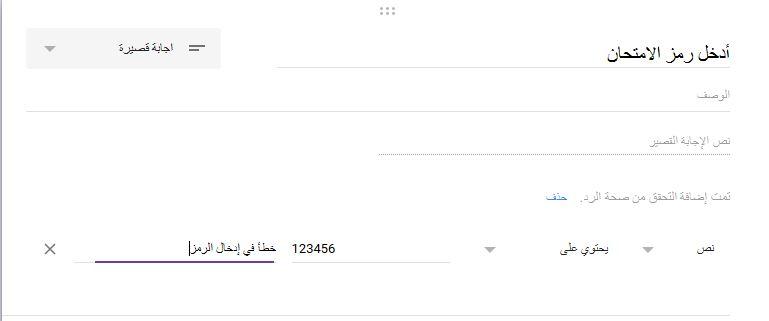 أدخل رمز الامتحان
اجابة قصيرة
الوصف
نص الإجابة القصير
تمت إضافة التحقق من صحة الرد. حذف
نص يحتوي على 123456 خطأ في إدخال الرمز